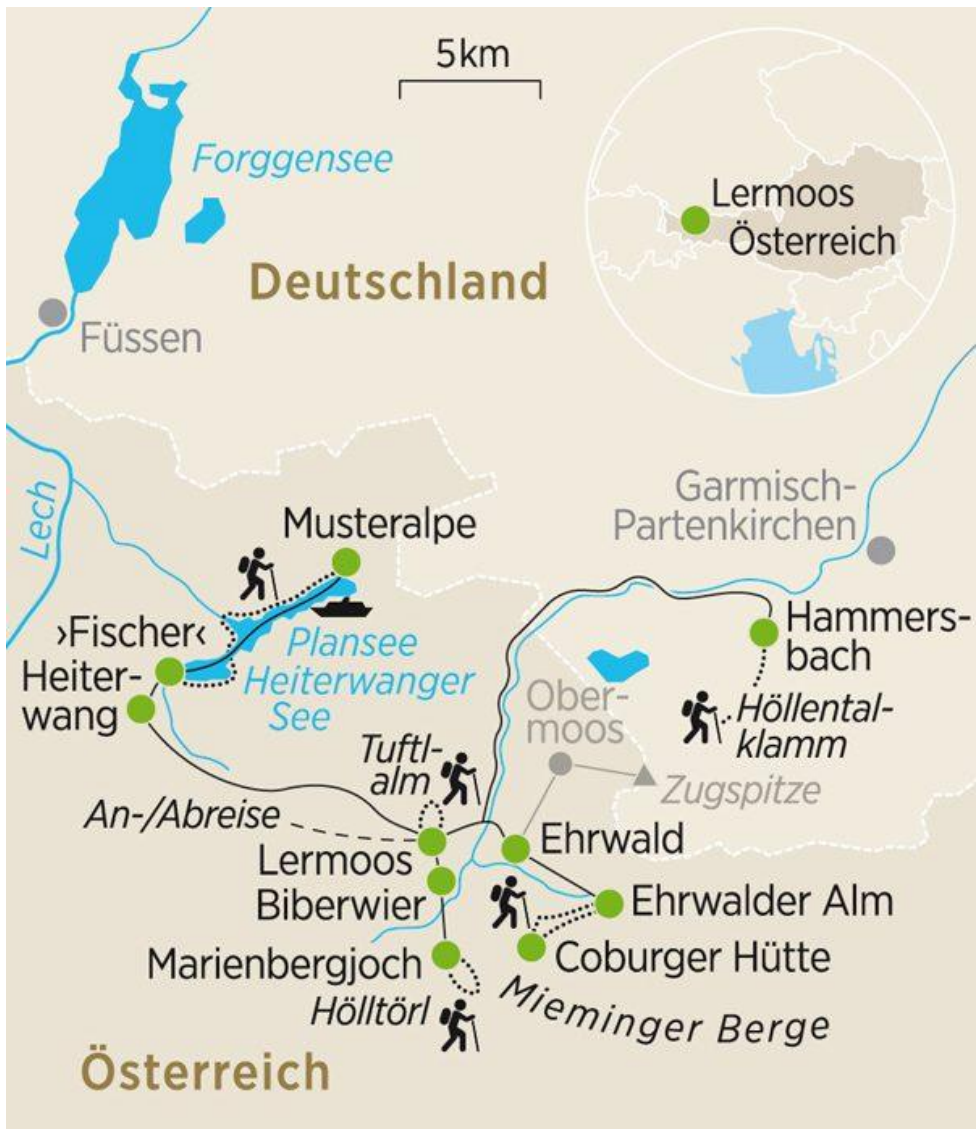 5km
Forggensee
Lermoos
Österreich
Deutschland
Füssen
Lech
Garmisch-
Partenkirchen
Musteralpe
›Fischer‹
Heiter-
wang
Plansee
Heiterwanger
See
Hammers-
bach
Höllental-
klamm
Ober-
moos
Zugspitze
Tuftl-
alm
An-/Abreise
Lermoos
Biberwier
Ehrwald
Ehrwalder Alm
Coburger Hütte
Marienbergjoch
Hölltörl
Mieminger Berge
Österreich